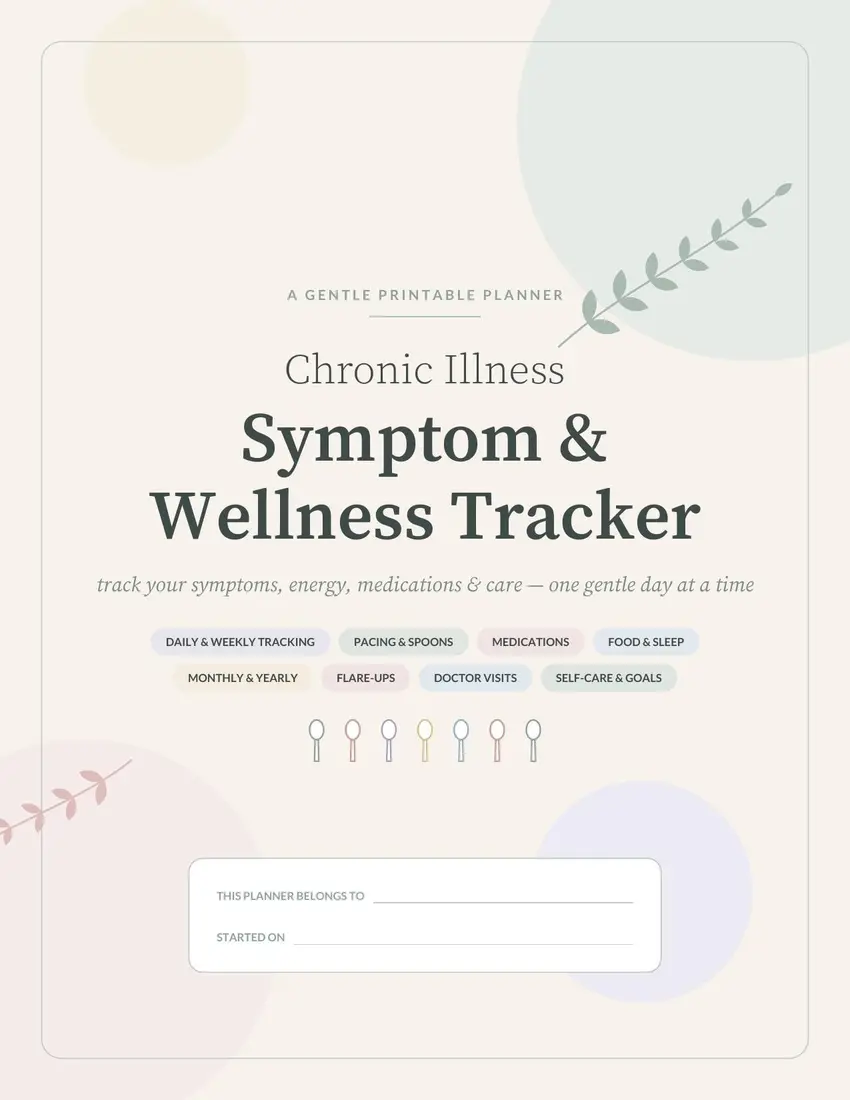 A GENTLE PRINTABLE PLANNER
Chronic Illness
Symptom &
Wellness Tracker
track your symptoms, energy, medications & care — one gentle day at a time
DAILY & WEEKLY TRACKING PACING & SPOONS MEDICATIONS FOOD & SLEEP
MONTHLY & YEARLY FLARE-UPS DOCTOR VISITS SELF-CARE & GOALS
THIS PLANNER BELONGS TO
STARTED ON